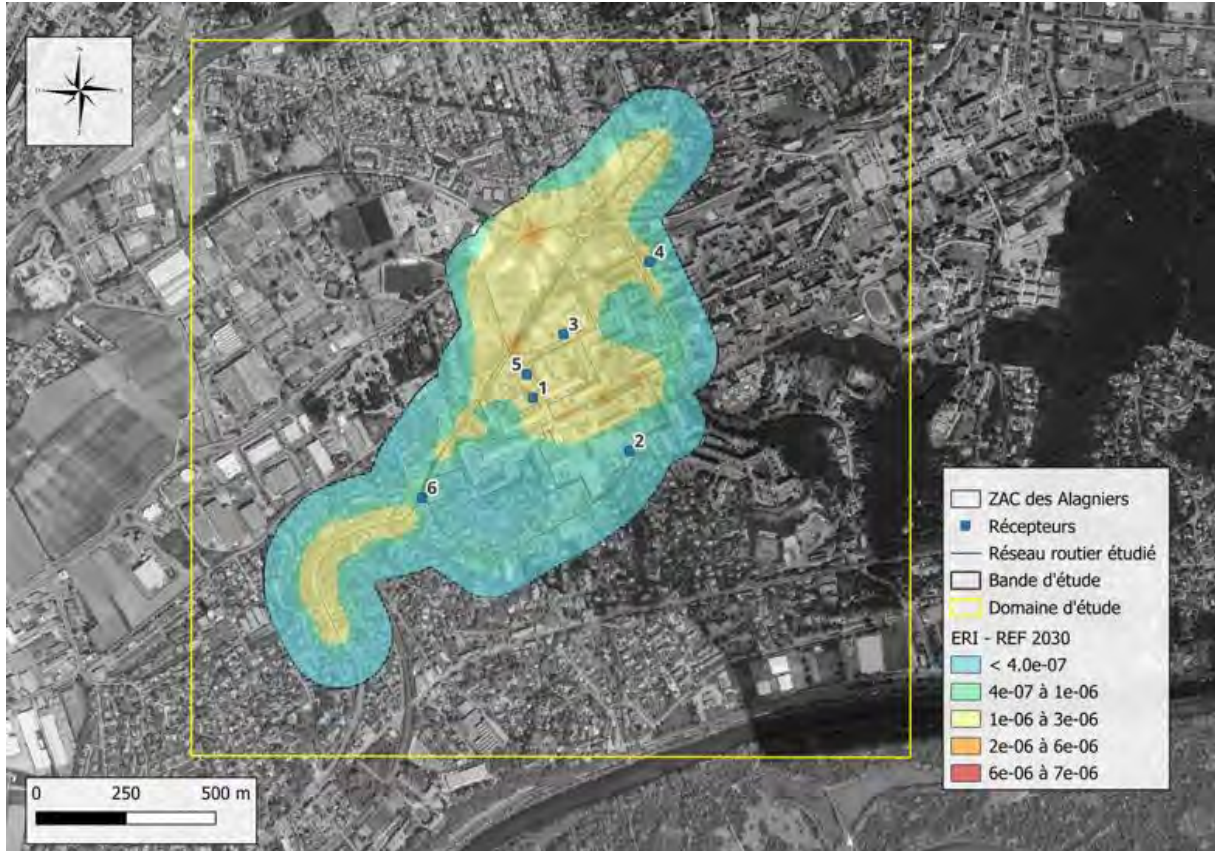 N
4
3
5
1
2
6
ZAC des Alagniers
Récepteurs
Réseau routier étudié
Bande d'étude
Domaine d'étude
ERI - REF 2030
< 4.0e-07
4e-07 à 1e-06
1e-06 à 3e-06
2e-06 à 6e-06
6e-06 à 7e-06
0 250 500 m